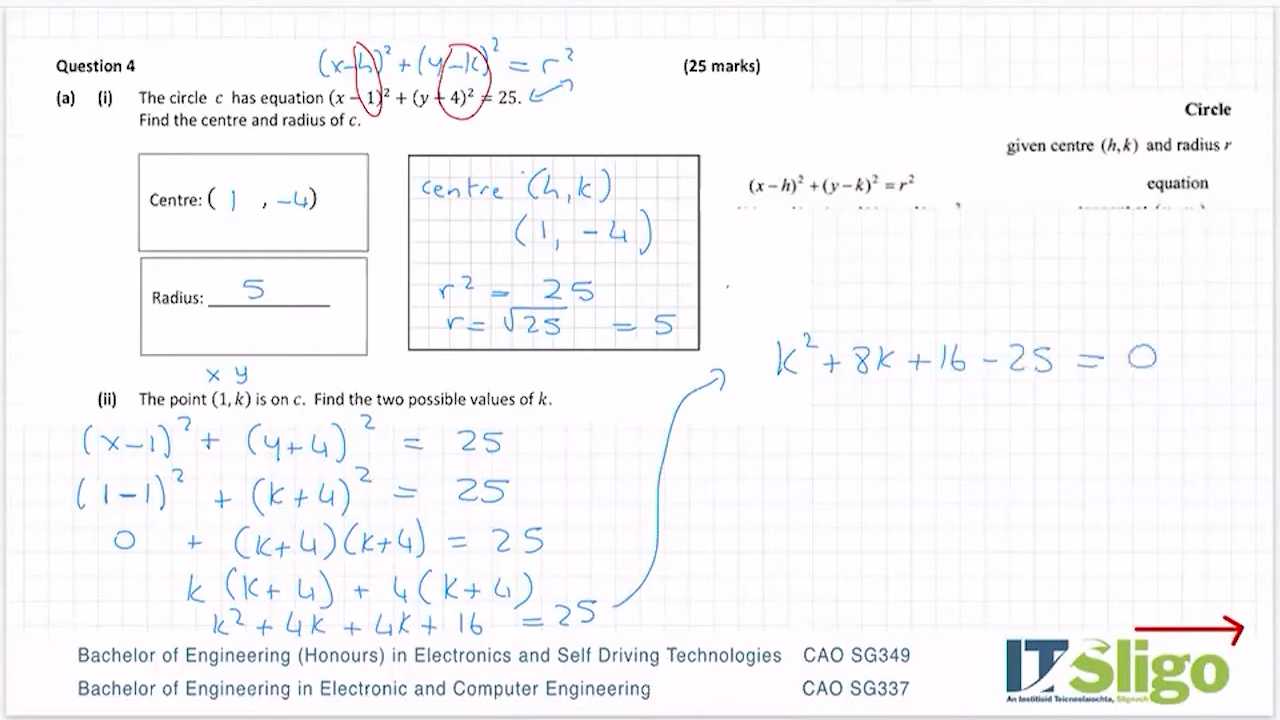 (x-h)² + (y-k)² = r²
Question 4 (25 marks)
(a) (i) The circle c has equation (x − 1)² + (y + 4)² = 25.
Find the centre and radius of c.
Circle
given centre (h, k) and radius r
(x − h)² + (y − k)² = r² equation
Centre: ( 1 , -4)
Radius: 5
centre (h, k)
(1, -4)
r² = 25
r = √25 = 5
x y
(ii) The point (1, k) is on c. Find the two possible values of k.
(x-1)² + (y+4)² = 25
(1-1)² + (k+4)² = 25
0 + (k+4)(k+4) = 25
k (k+4) + 4(k+4)
k² + 4k + 4k + 16 = 25
k² + 8k + 16 - 25 = 0
Bachelor of Engineering (Honours) in Electronics and Self Driving Technologies CAO SG349
Bachelor of Engineering in Electronic and Computer Engineering CAO SG337
IT Sligo
An Institiúid Teicneolaíochta, Sligeach